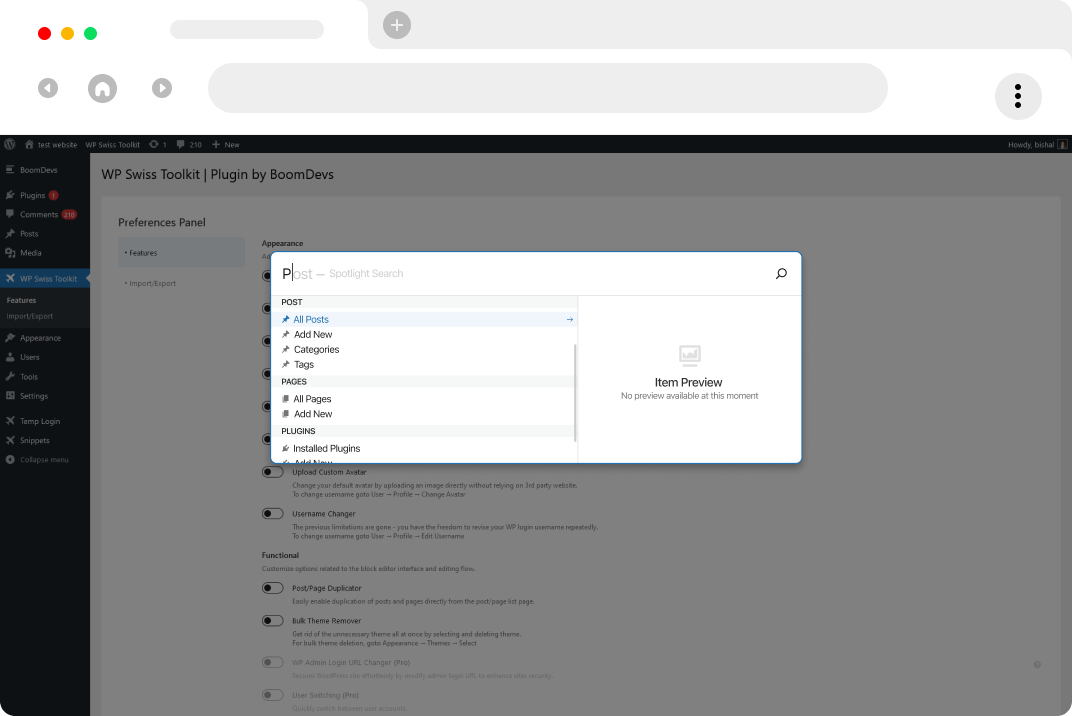 test website WP Swiss Toolkit 1 210 New Howdy, bishal
BoomDevs
Plugins 1
Comments 210
Posts
Media
WP Swiss Toolkit
Features
Import/Export
Appearance
Users
Tools
Settings
Temp Login
Snippets
Collapse menu
WP Swiss Toolkit | Plugin by BoomDevs
Preferences Panel
• Features
• Import/Export
Appearance
Post — Spotlight Search
POST
All Posts →
Add New
Categories
Tags
PAGES
All Pages
Add New
PLUGINS
Installed Plugins
Add New
Item Preview
No preview available at this moment
Upload Custom Avatar
Change your default avatar by uploading an image directly without relying on 3rd party website.
To change username goto User → Profile → Change Avatar
Username Changer
The previous limitations are gone - you have the freedom to revise your WP login username repeatedly.
To change username goto User → Profile → Edit Username
Functional
Customize options related to the block editor interface and editing flow.
Post/Page Duplicator
Easily enable duplication of posts and pages directly from the post/page list page.
Bulk Theme Remover
Get rid of the unnecessary theme all at once by selecting and deleting theme.
For bulk theme deletion, goto Appearance → Themes → Select
WP Admin Login URL Changer (Pro)
Secure WordPress site effortlessly by modify admin login URL to enhance sites security.
User Switching (Pro)
Quickly switch between user accounts.